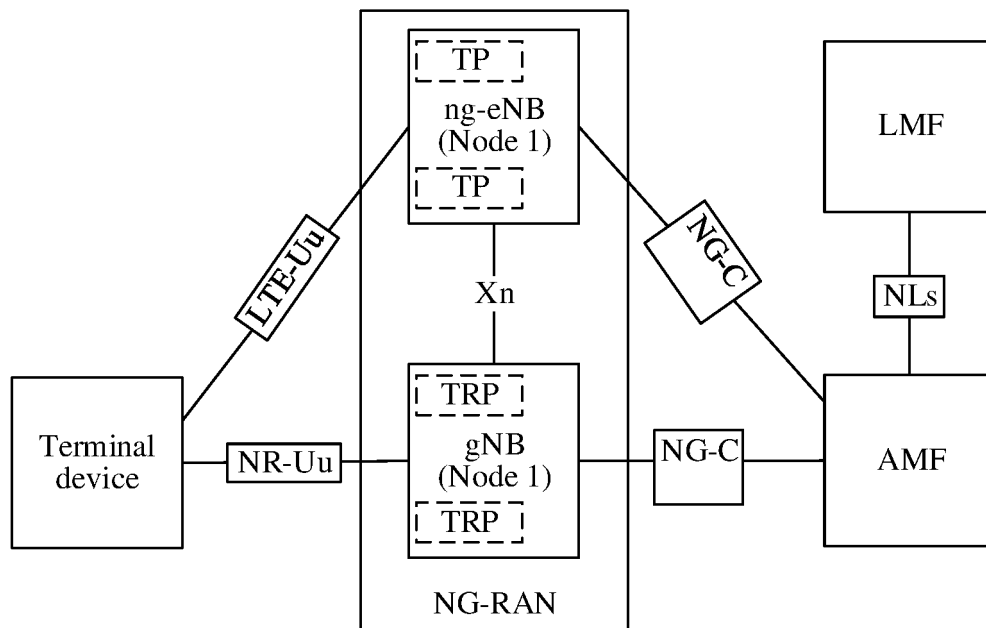 TP
ng-eNB
(Node 1)
TP
LMF
LTE-Uu
NG-C
Xn
NLs
Terminal
device
NR-Uu
TRP
gNB
(Node 1)
TRP
NG-C
AMF
NG-RAN